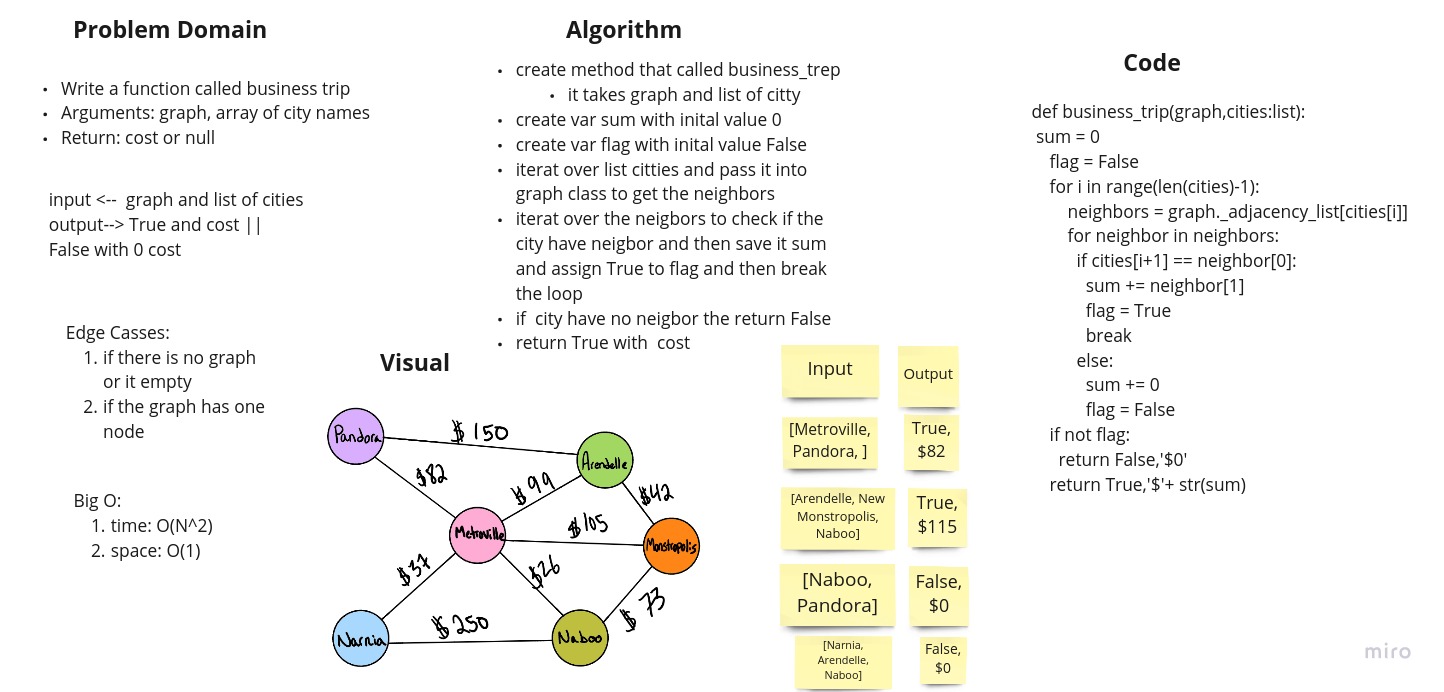 Problem Domain
• Write a function called business trip
• Arguments: graph, array of city names
• Return: cost or null
input <-- graph and list of cities
output--> True and cost ||
False with 0 cost
Edge Casses:
1. if there is no graph
or it empty
2. if the graph has one
node
Big O:
1. time: O(N^2)
2. space: O(1)
Algorithm
• create method that called business_trep
• it takes graph and list of citty
• create var sum with inital value 0
• create var flag with inital value False
• iterat over list citties and pass it into
graph class to get the neighbors
• iterat over the neigbors to check if the
city have neigbor and then save it sum
and assign True to flag and then break
the loop
• if city have no neigbor the return False
• return True with cost
Visual
Pandora
$150
Arendelle
$82
$99
$42
Metroville
$105
Monstropolis
$37
$26
$73
Narnia
$250
Naboo
Input
Output
[Metroville,
Pandora, ]
True,
$82
[Arendelle, New
Monstropolis,
Naboo]
True,
$115
[Naboo,
Pandora]
False,
$0
[Narnia,
Arendelle,
Naboo]
False,
$0
Code
def business_trip(graph,cities:list):
sum = 0
flag = False
for i in range(len(cities)-1):
neighbors = graph._adjacency_list[cities[i]]
for neighbor in neighbors:
if cities[i+1] == neighbor[0]:
sum += neighbor[1]
flag = True
break
else:
sum += 0
flag = False
if not flag:
return False,'$0'
return True,'$'+ str(sum)
miro